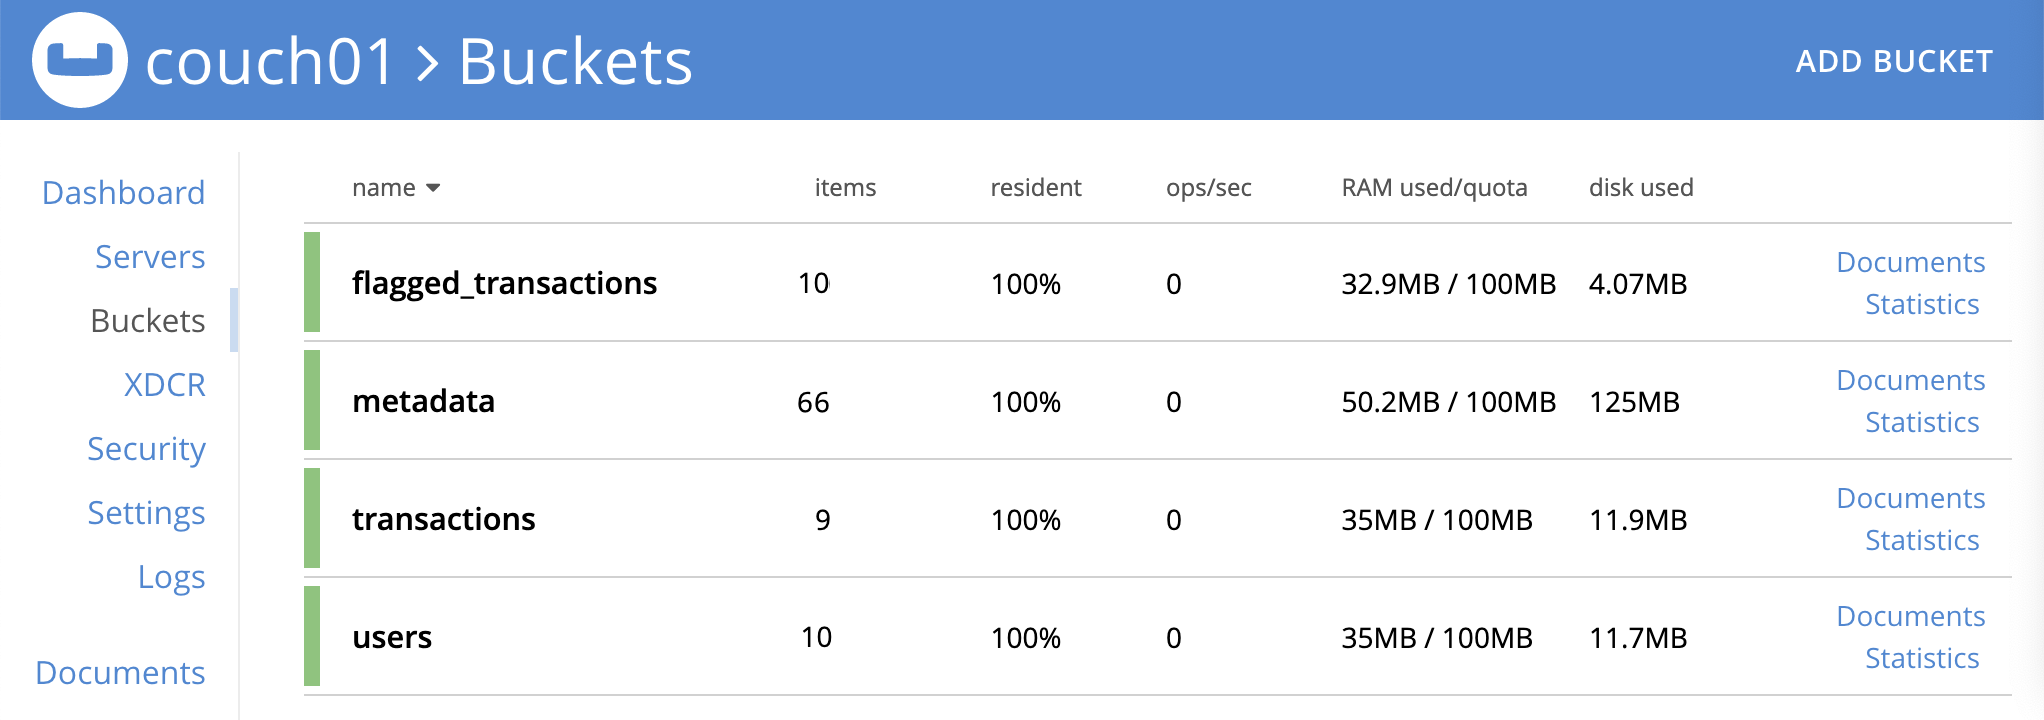 couch01 > Buckets
ADD BUCKET
Dashboard
Servers
Buckets
XDCR
Security
Settings
Logs
Documents
name items resident ops/sec RAM used/quota disk used
flagged_transactions 10 100% 0 32.9MB / 100MB 4.07MB Documents
Statistics
metadata 66 100% 0 50.2MB / 100MB 125MB Documents
Statistics
transactions 9 100% 0 35MB / 100MB 11.9MB Documents
Statistics
users 10 100% 0 35MB / 100MB 11.7MB Documents
Statistics